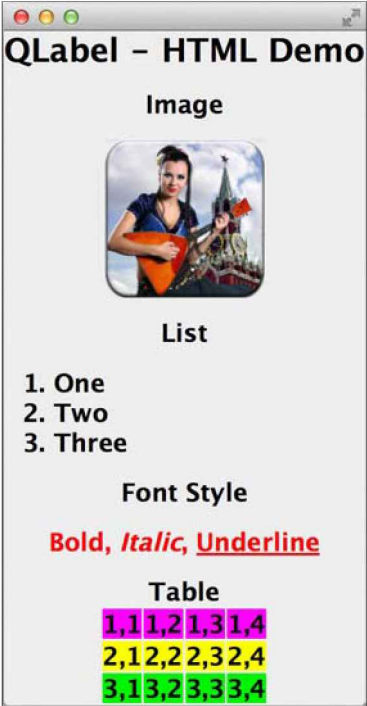 QLabel - HTML Demo
Image
List
1. One
2. Two
3. Three
Font Style
Bold, Italic, Underline
Table
1,1 1,2 1,3 1,4
2,1 2,2 2,3 2,4
3,1 3,2 3,3 3,4